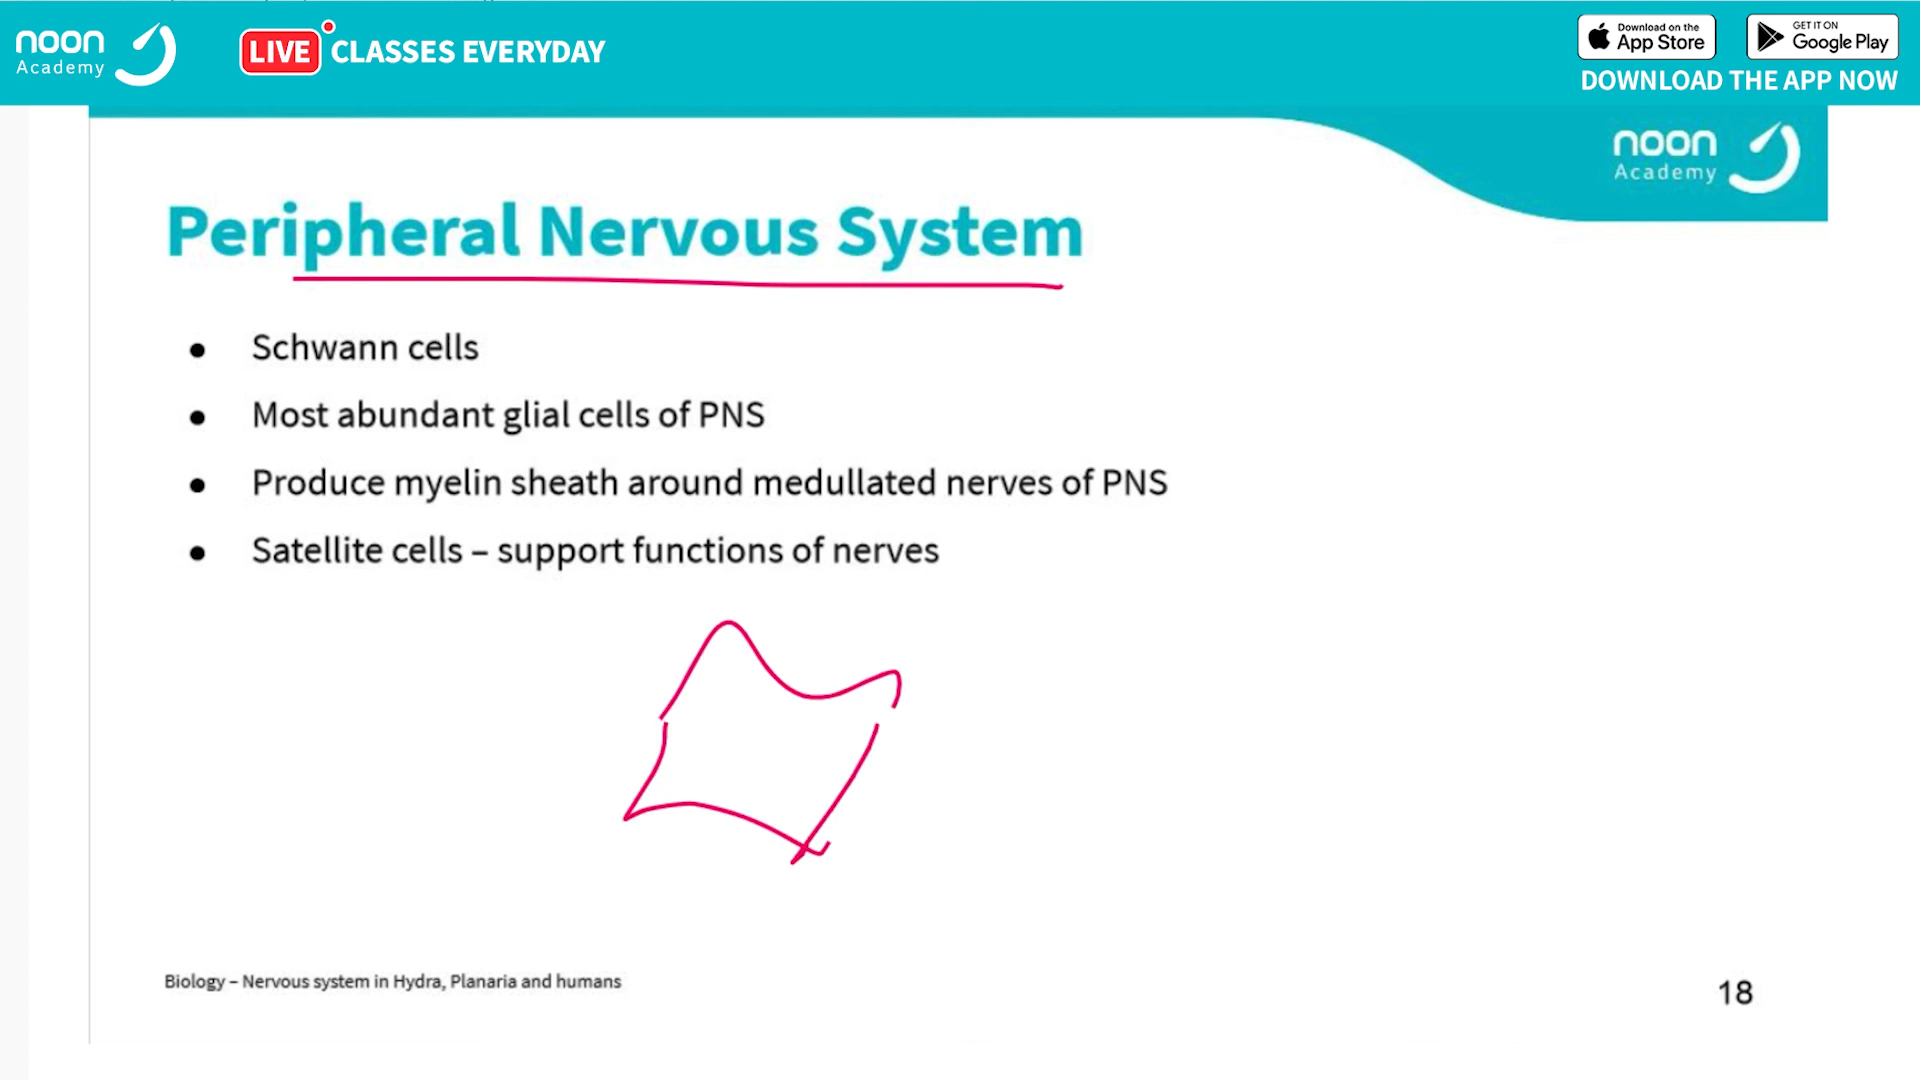 noon
Academy
LIVE CLASSES EVERYDAY
Download on the
App Store
GET IT ON
Google Play
DOWNLOAD THE APP NOW
noon
Academy
Peripheral Nervous System
● Schwann cells
● Most abundant glial cells of PNS
● Produce myelin sheath around medullated nerves of PNS
● Satellite cells – support functions of nerves
Biology – Nervous system in Hydra, Planaria and humans
18